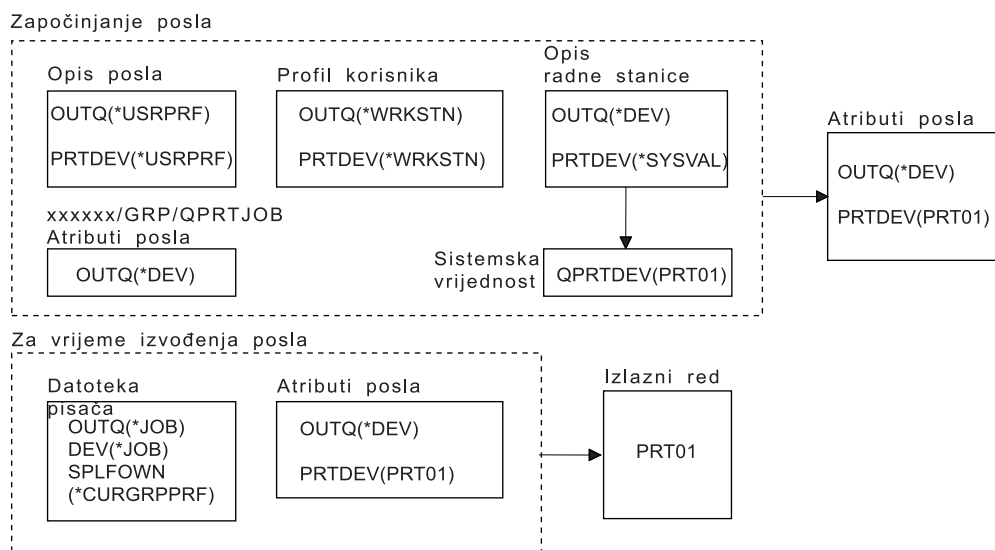 Započinjanje posla
Opis posla
OUTQ(*USRPRF)
PRTDEV(*USRPRF)
Profil korisnika
OUTQ(*WRKSTN)
PRTDEV(*WRKSTN)
Opis
radne stanice
OUTQ(*DEV)
PRTDEV(*SYSVAL)
Atributi posla
OUTQ(*DEV)
PRTDEV(PRT01)
xxxxxx/GRP/QPRTJOB
Atributi posla
OUTQ(*DEV)
Sistemska
vrijednost
QPRTDEV(PRT01)
Za vrijeme izvođenja posla
Datoteka
pisača
OUTQ(*JOB)
DEV(*JOB)
SPLFOWN
(*CURGRPPRF)
Atributi posla
OUTQ(*DEV)
PRTDEV(PRT01)
Izlazni red
PRT01